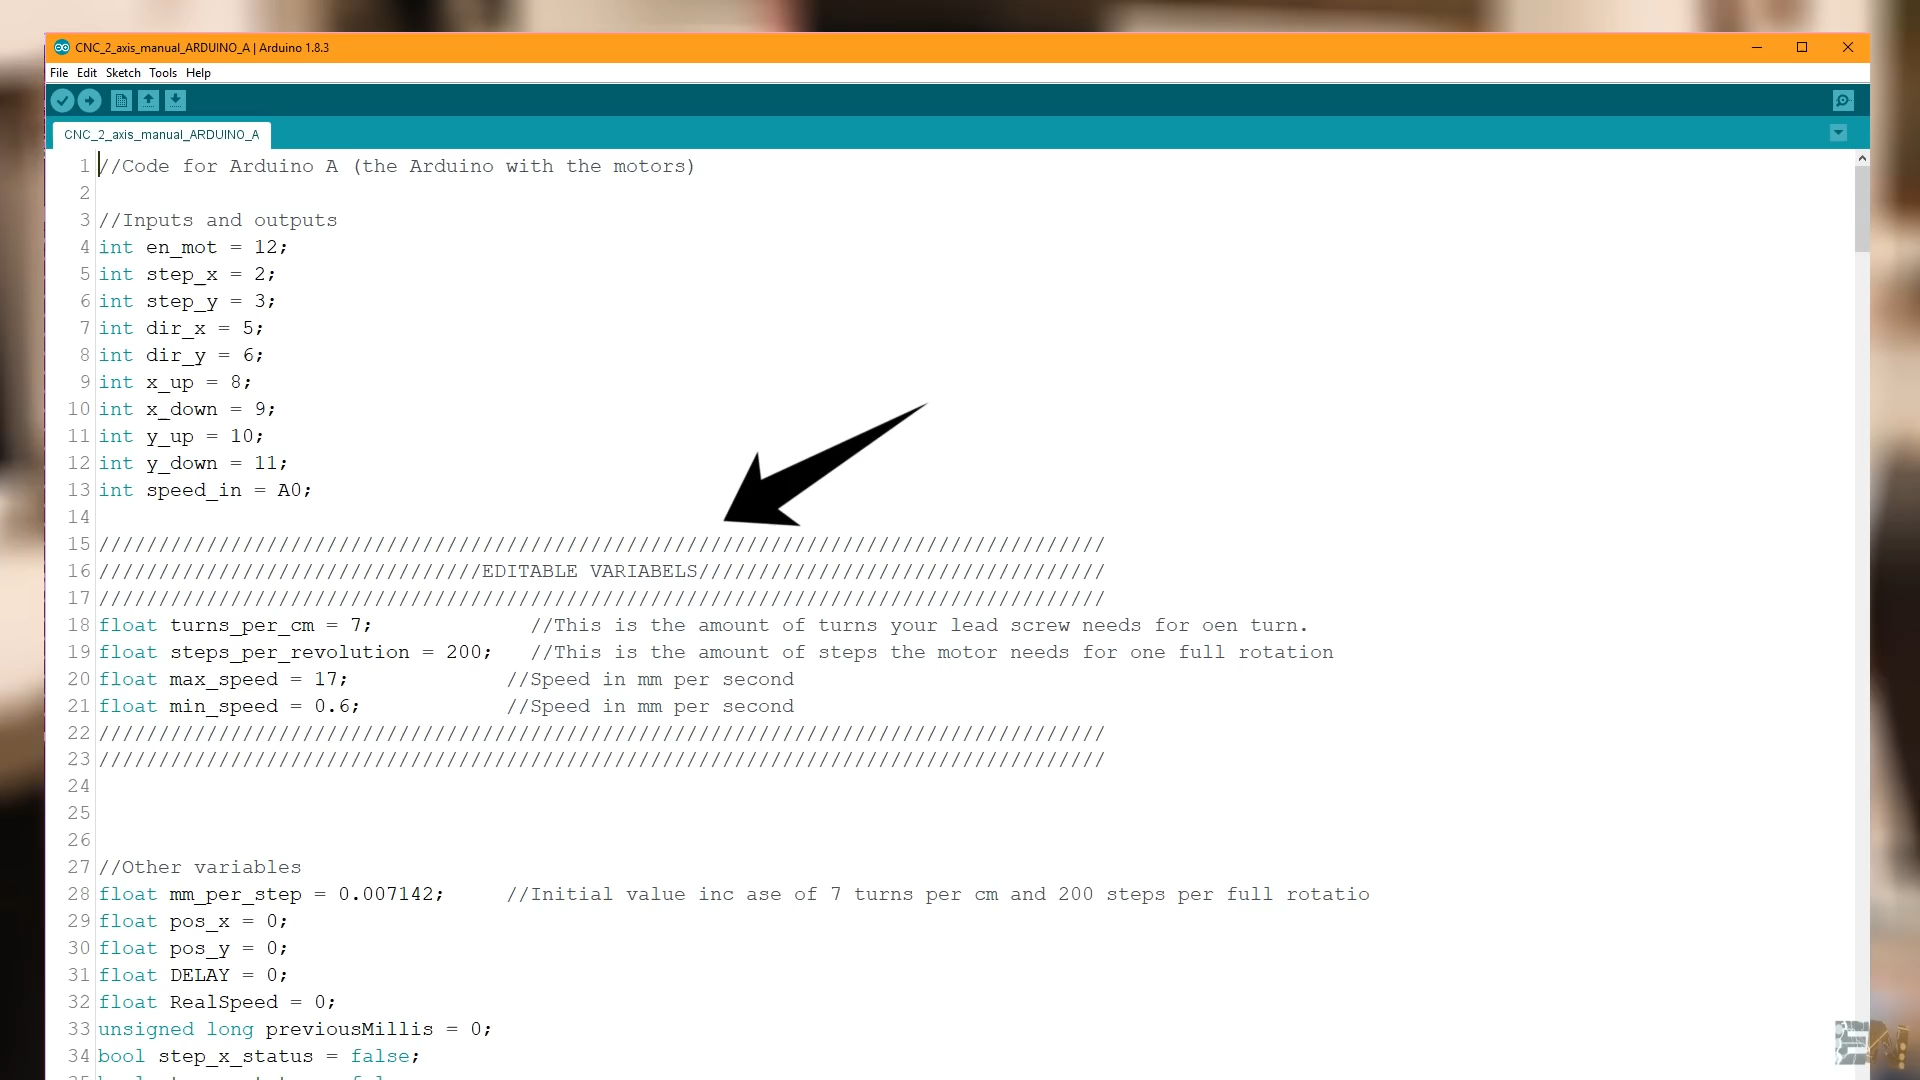 CNC_2_axis_manual_ARDUINO_A | Arduino 1.8.3
File Edit Sketch Tools Help
CNC_2_axis_manual_ARDUINO_A
1 //Code for Arduino A (the Arduino with the motors)
2
3 //Inputs and outputs
4 int en_mot = 12;
5 int step_x = 2;
6 int step_y = 3;
7 int dir_x = 5;
8 int dir_y = 6;
9 int x_up = 8;
10 int x_down = 9;
11 int y_up = 10;
12 int y_down = 11;
13 int speed_in = A0;
14
15 ////////////////////////////////////////////////////////////////////////////////////
16 ////////////////////////////////EDITABLE VARIABELS//////////////////////////////////
17 ////////////////////////////////////////////////////////////////////////////////////
18 float turns_per_cm = 7; //This is the amount of turns your lead screw needs for oen turn.
19 float steps_per_revolution = 200; //This is the amount of steps the motor needs for one full rotation
20 float max_speed = 17; //Speed in mm per second
21 float min_speed = 0.6; //Speed in mm per second
22 ////////////////////////////////////////////////////////////////////////////////////
23 ////////////////////////////////////////////////////////////////////////////////////
24
25
26
27 //Other variables
28 float mm_per_step = 0.007142; //Initial value inc ase of 7 turns per cm and 200 steps per full rotatio
29 float pos_x = 0;
30 float pos_y = 0;
31 float DELAY = 0;
32 float RealSpeed = 0;
33 unsigned long previousMillis = 0;
34 bool step_x_status = false;